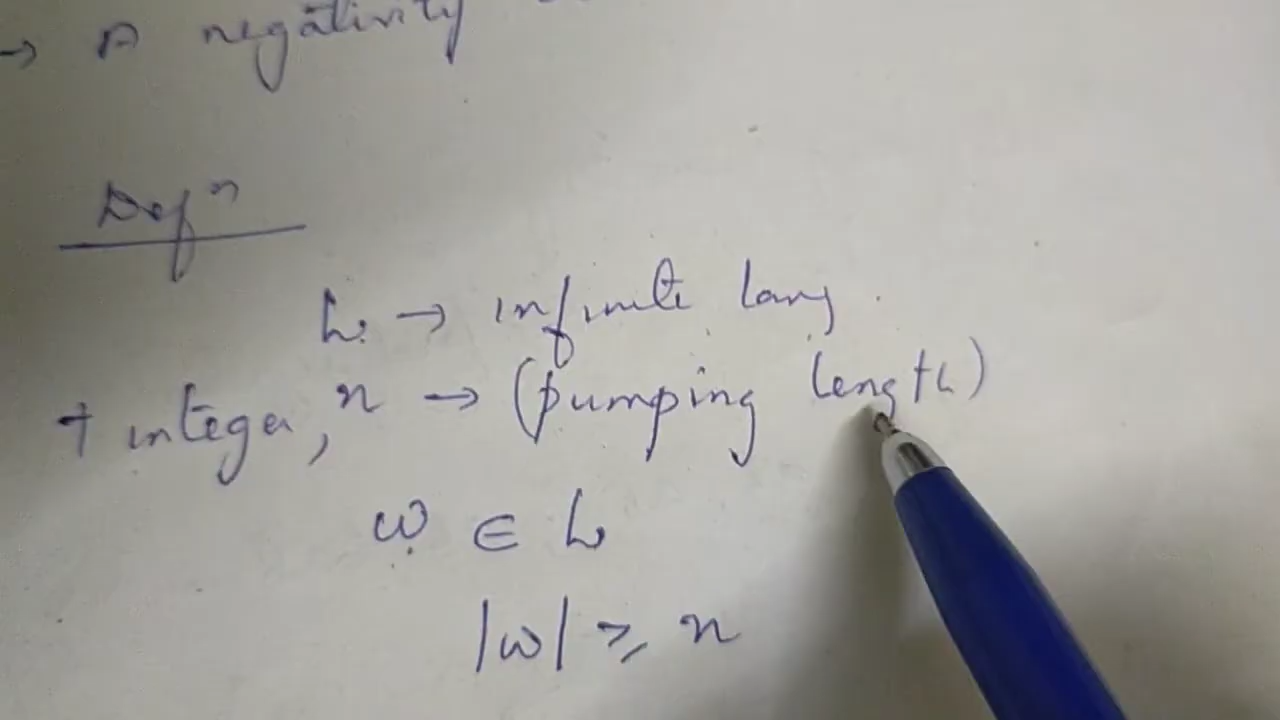 → A negativity
Defⁿ
L → infinite lang
+ integer, n → (pumping length)
w ∈ L
|w| ≥ n